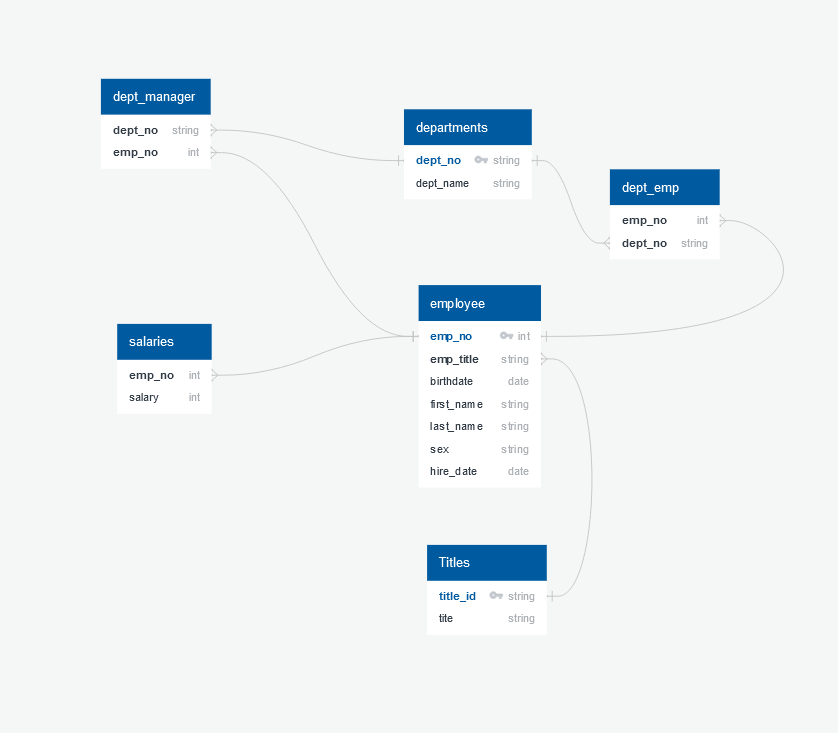 dept_manager
dept_no string
emp_no int
departments
dept_no string
dept_name string
dept_emp
emp_no int
dept_no string
employee
emp_no int
emp_title string
birthdate date
first_name string
last_name string
sex string
hire_date date
salaries
emp_no int
salary int
Titles
title_id string
tite string